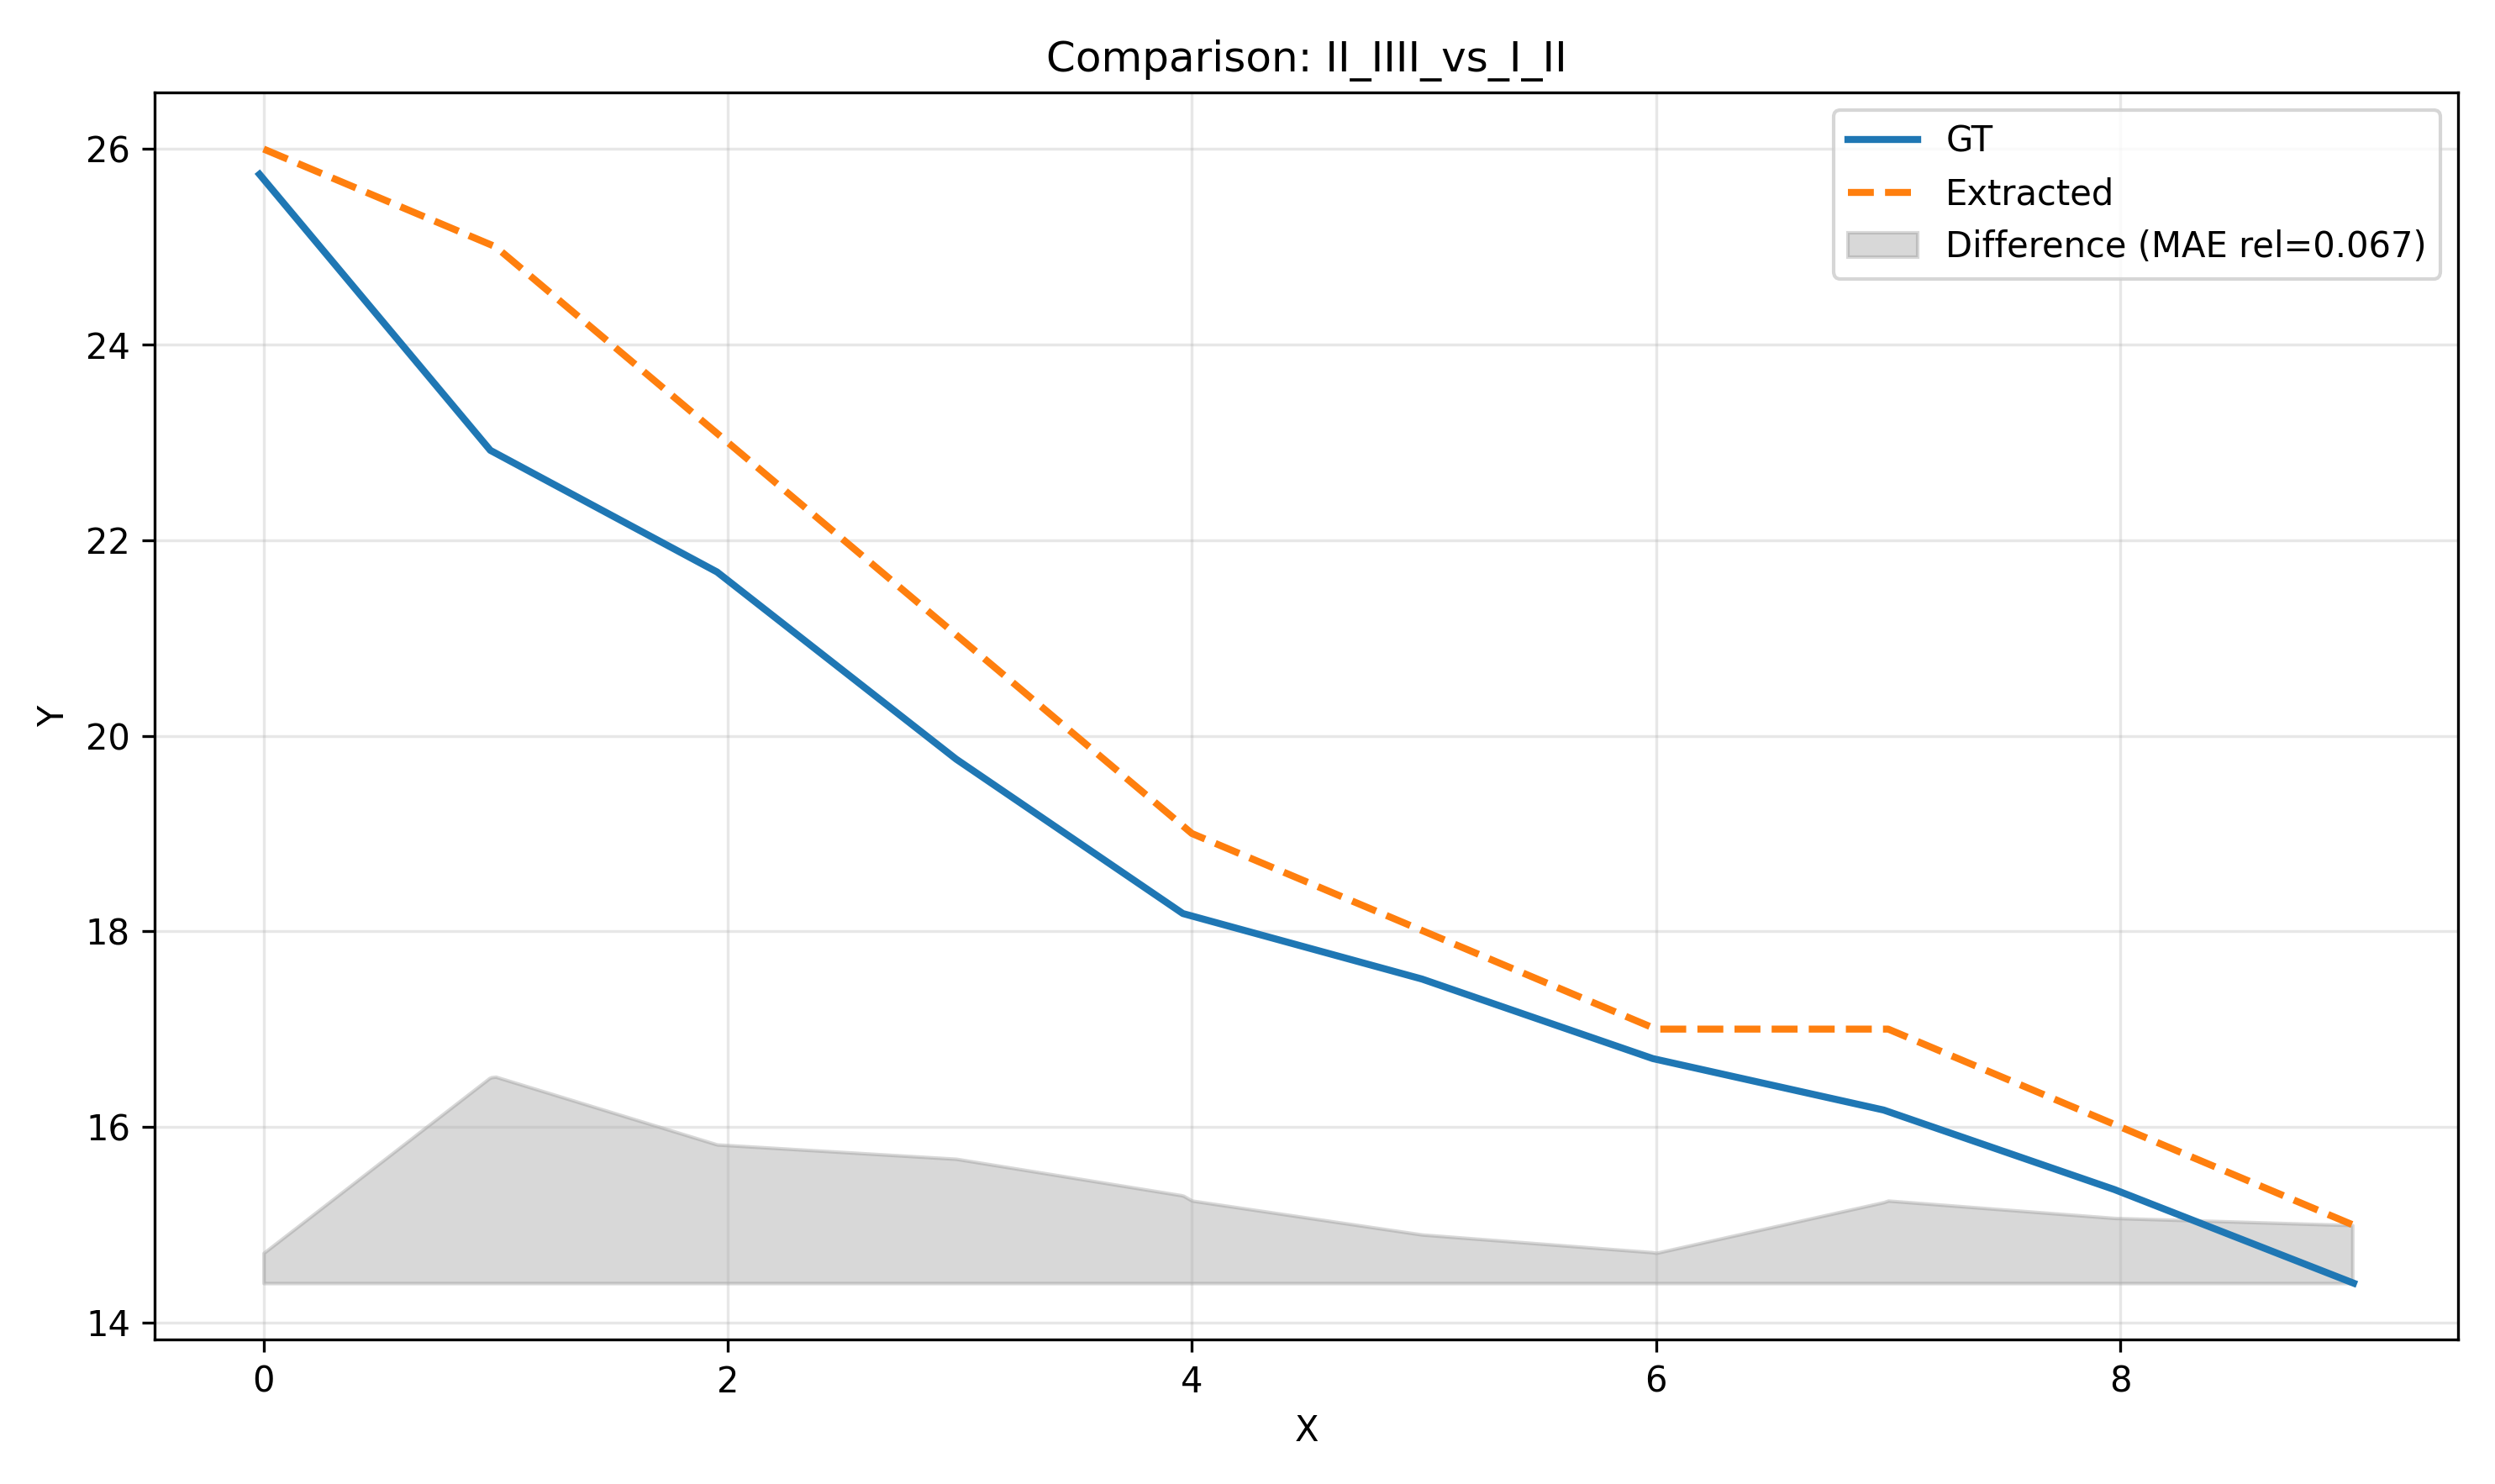 Comparison: II_IIII_vs_I_II
GT
Extracted
Difference (MAE rel=0.067)
26
24
22
20
18
16
14
Y
0 2 4 6 8
X